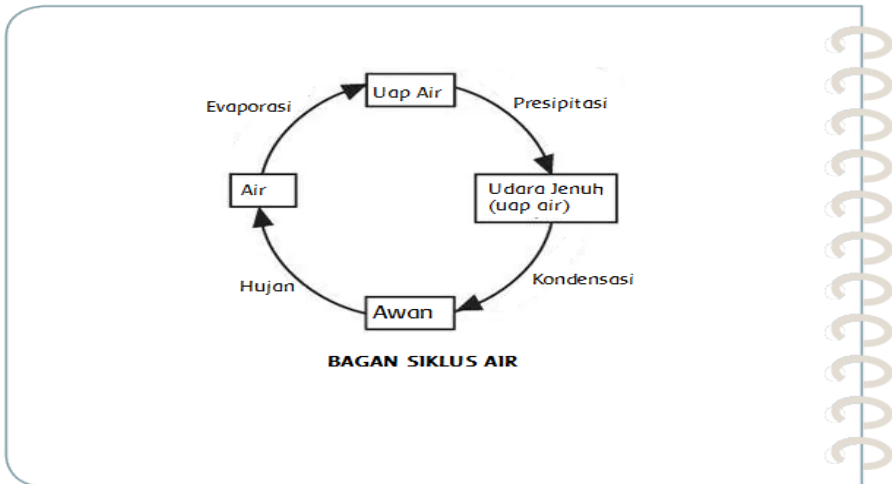 Uap Air
Evaporasi
Presipitasi
Air
Udara Jenuh
(uap air)
Hujan
Kondensasi
Awan
BAGAN SIKLUS AIR